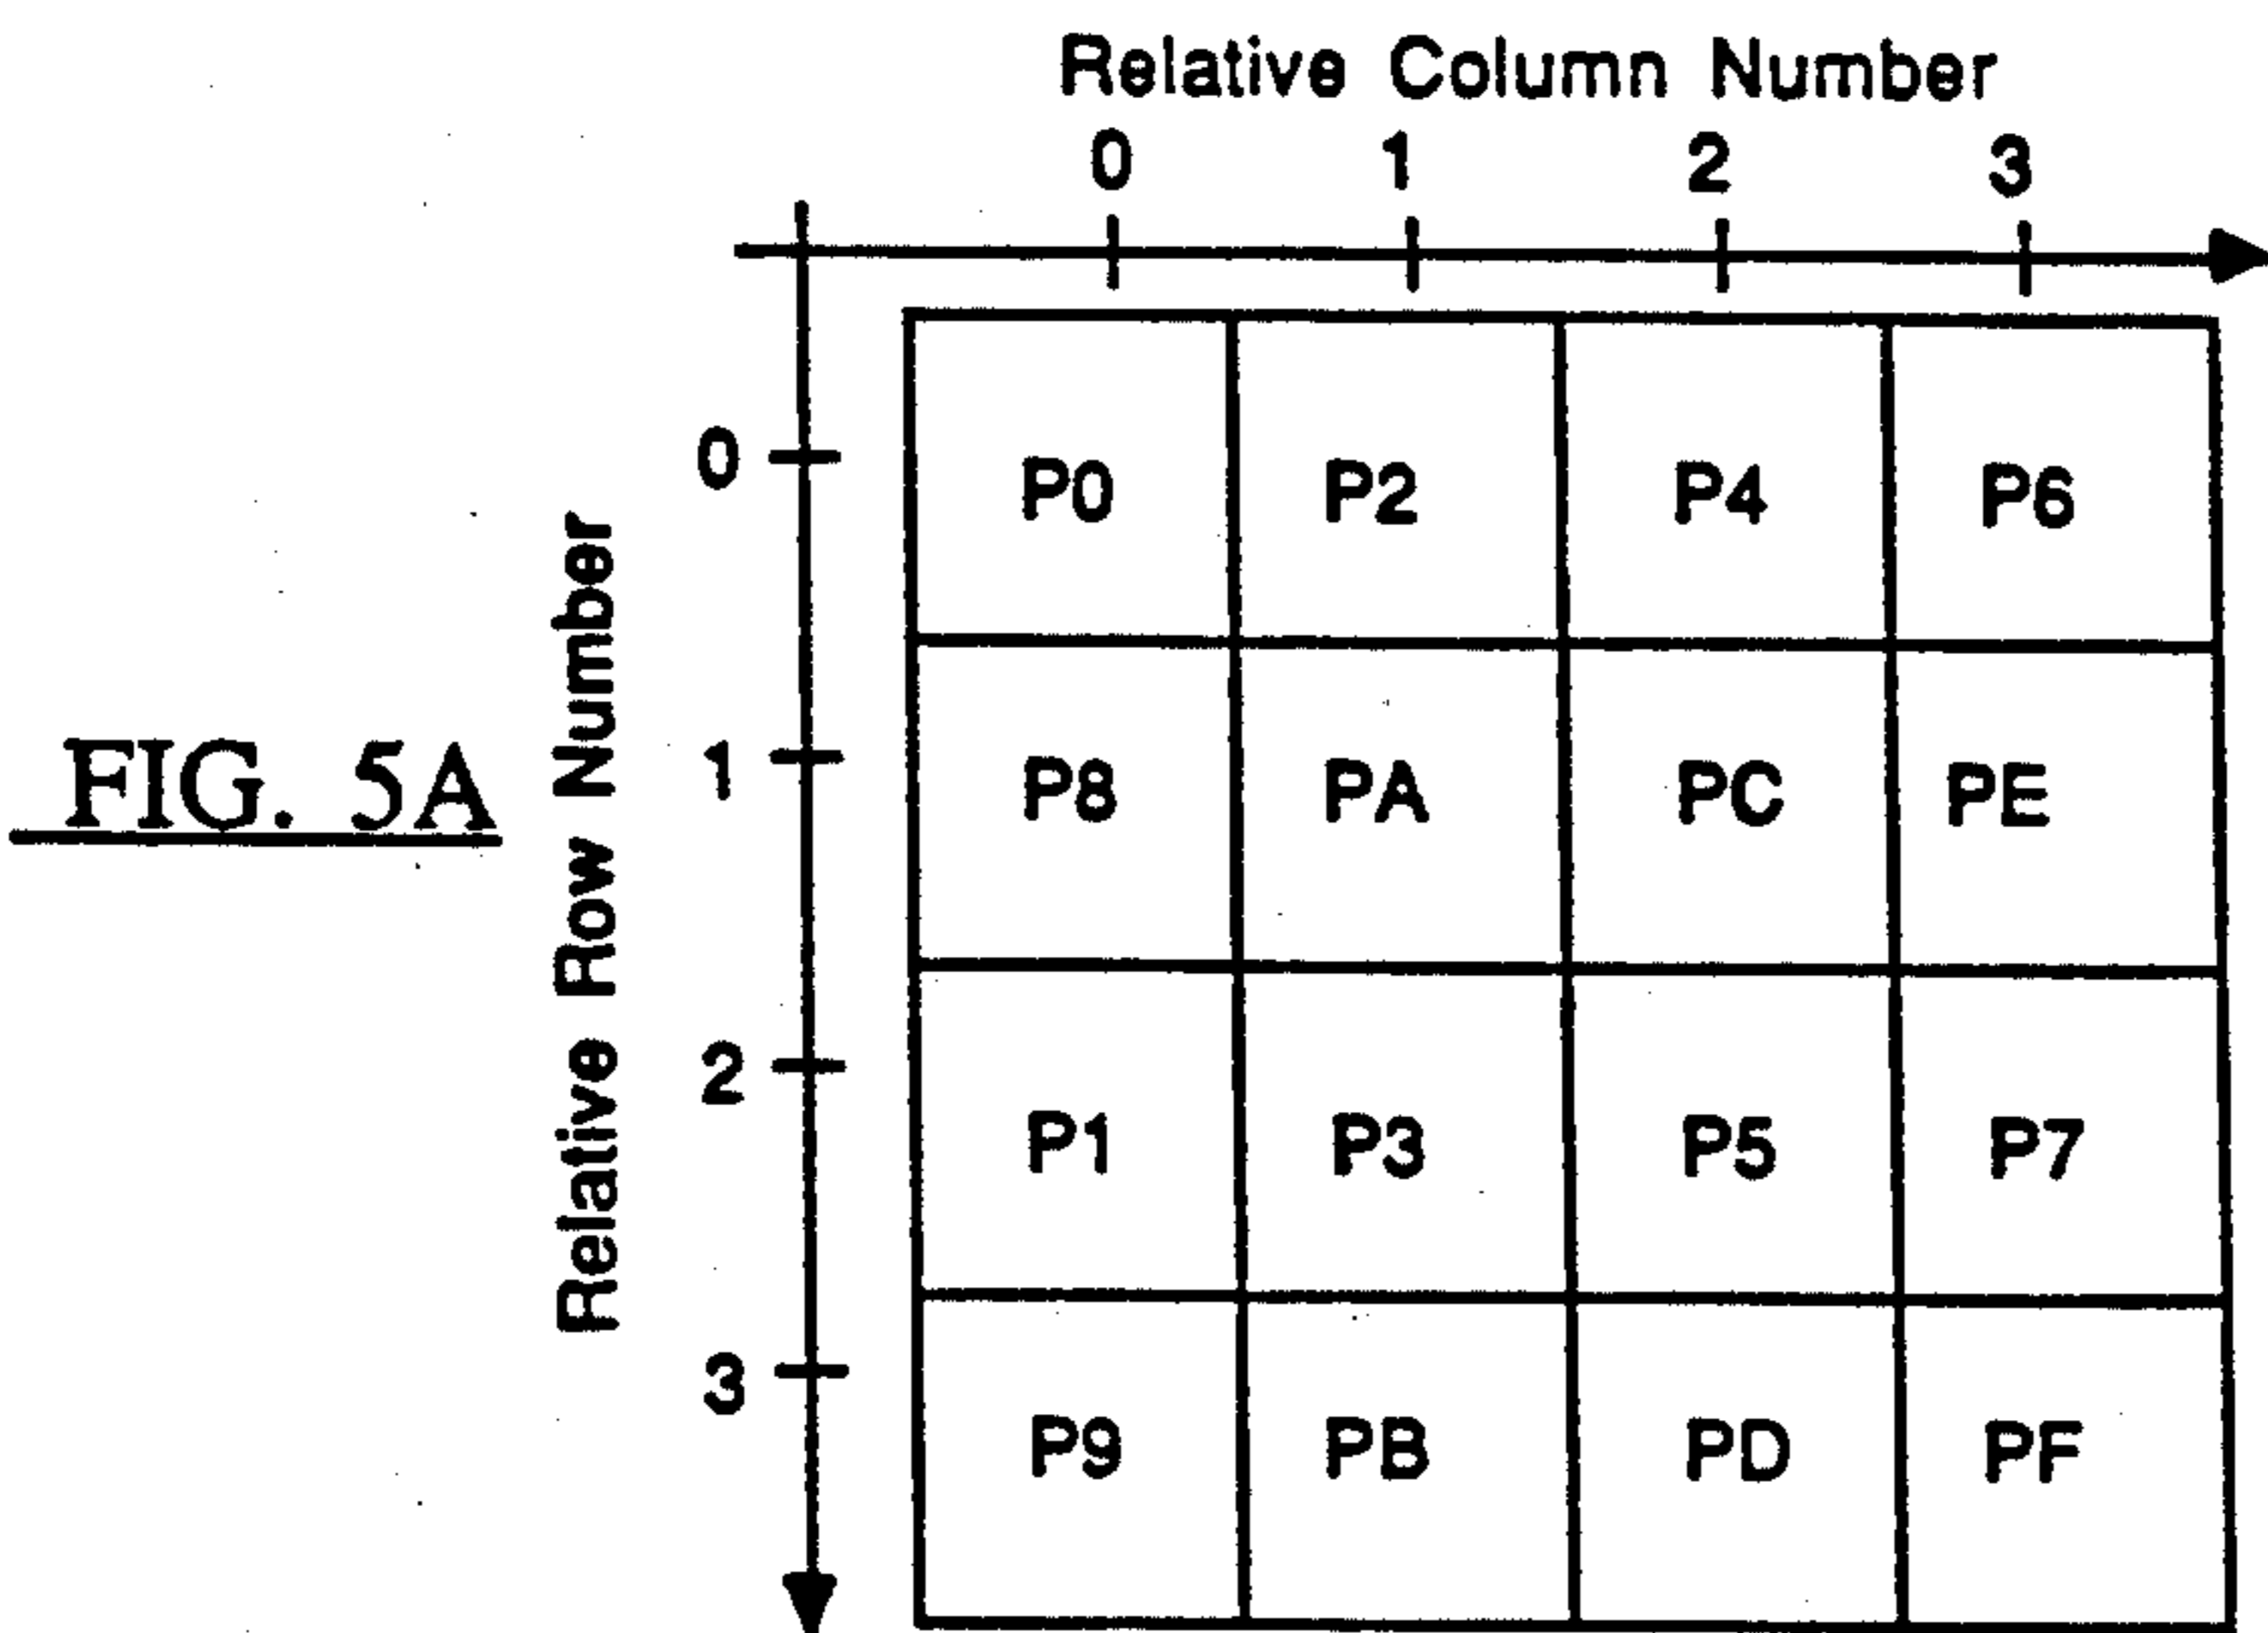 Relative Column Number
0 1 2 3
0 P0 P2 P4 P6
1 P8 PA PC PE
2 P1 P3 P5 P7
3 P9 PB PD PF
Relative Row Number
FIG. 5A